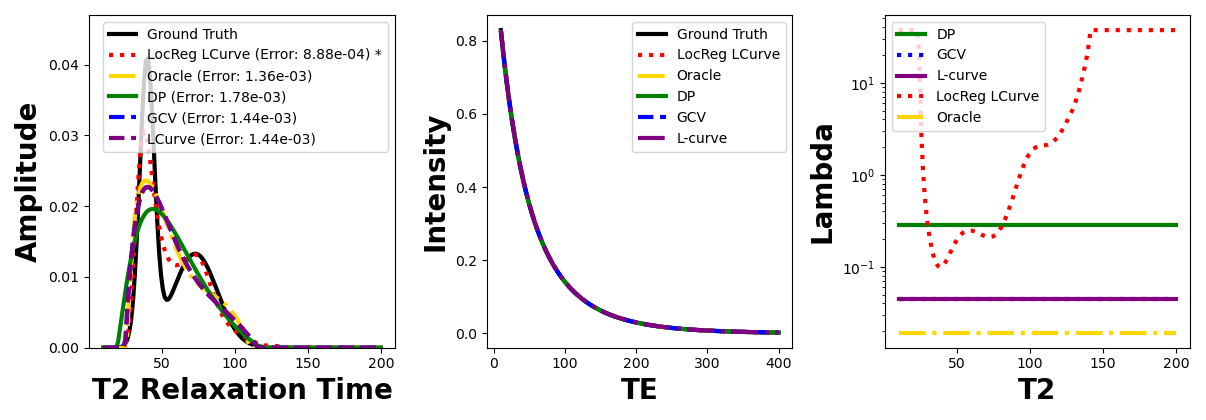 Amplitude
0.04
0.03
0.02
0.01
0.00
Ground Truth
LocReg LCurve (Error: 8.88e-04) *
Oracle (Error: 1.36e-03)
DP (Error: 1.78e-03)
GCV (Error: 1.44e-03)
LCurve (Error: 1.44e-03)
50
100
150
200
T2 Relaxation Time
Intensity
0.8
0.6
0.4
0.2
0.0
Ground Truth
LocReg LCurve
Oracle
DP
GCV
L-curve
0
100
200
300
400
TE
Lambda
10^1
10^0
10^-1
DP
GCV
L-curve
LocReg LCurve
Oracle
50
100
150
200
T2